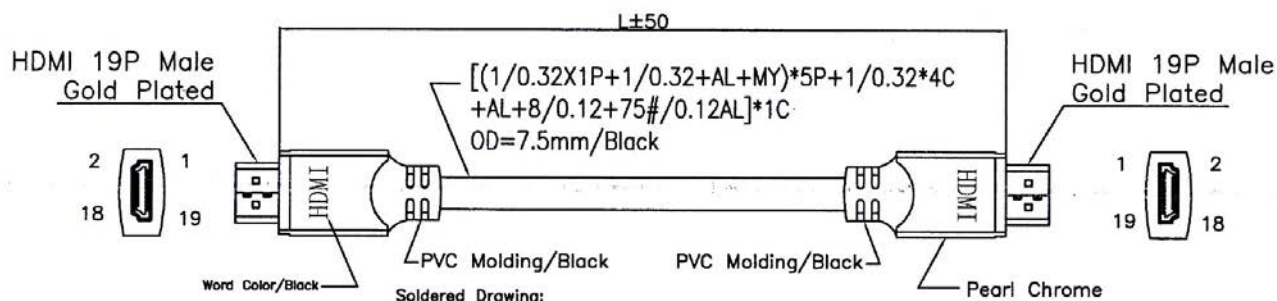 L±50
HDMI 19P Male
Gold Plated
[(1/0.32X1P+1/0.32+AL+MY)*5P+1/0.32*4C
+AL+8/0.12+75#/0.12AL]*1C
OD=7.5mm/Black
HDMI 19P Male
Gold Plated
2 1
18 19
HDMI
HDMI
1 2
19 18
PVC Molding/Black
PVC Molding/Black
Word Color/Black
Pearl Chrome
Soldered Drawing: